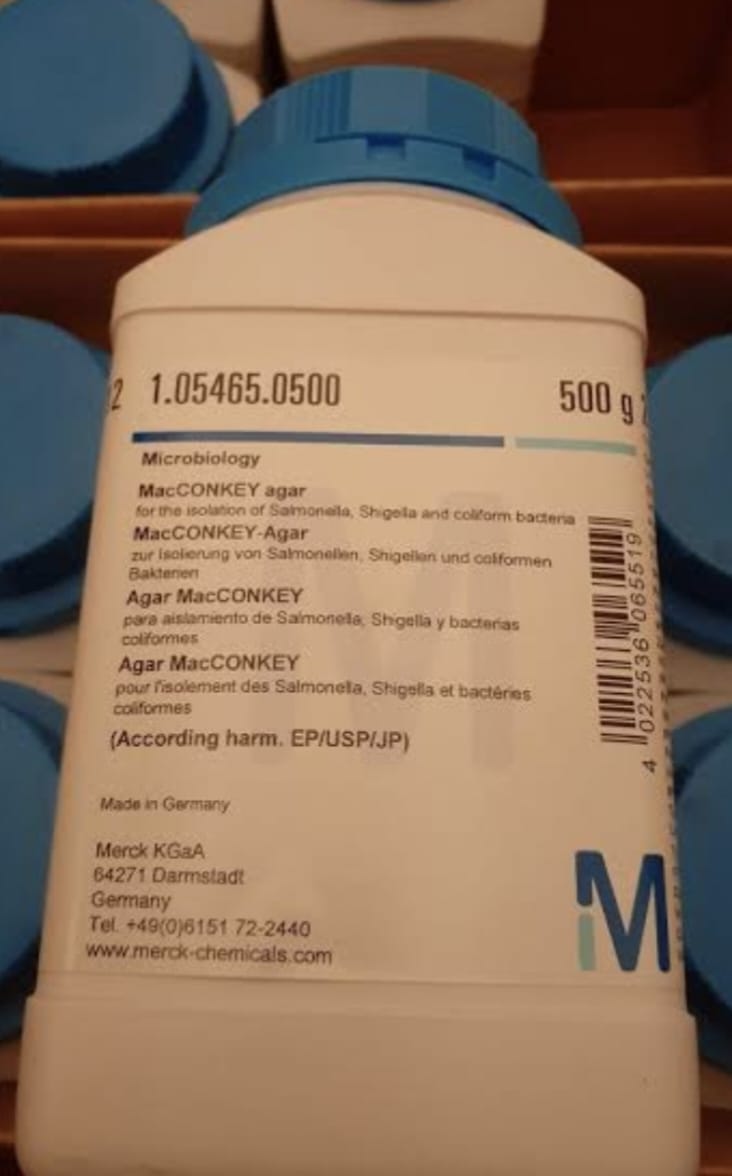 2 1.05465.0500 500 g
Microbiology
MacCONKEY agar
for the isolation of Salmonella, Shigella and coliform bacteria
MacCONKEY-Agar
zur Isolierung von Salmonellen, Shigellen und coliformen
Bakterien
Agar MacCONKEY
para aislamiento de Salmonella, Shigella y bacterias
coliformes
Agar MacCONKEY
pour l'isolement des Salmonella, Shigella et bactéries
coliformes
(According harm. EP/USP/JP)
Made in Germany
Merck KGaA
64271 Darmstadt
Germany
Tel. +49(0)6151 72-2440
www.merck-chemicals.com
4 022536 065519
M